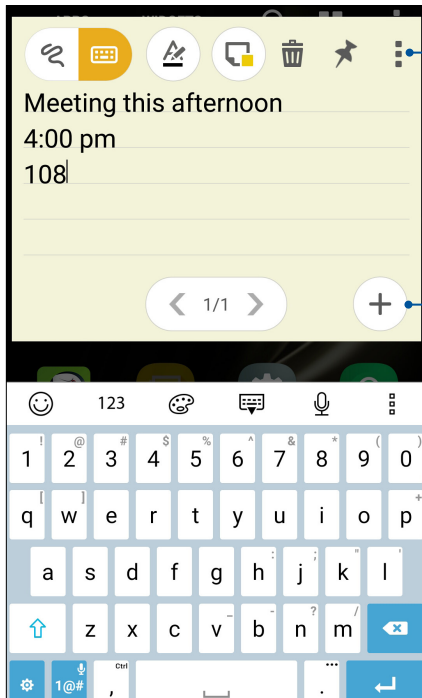 Meeting this afternoon
4:00 pm
108
1/1
123
! @ # $ % ^ & * ( )
1 2 3 4 5 6 7 8 9 0
[ ] +
q w e r t y u i o p
: ; " '
a s d f g h j k l
_ - ? /
z x c v b n m
Ctrl ...
1@# , .